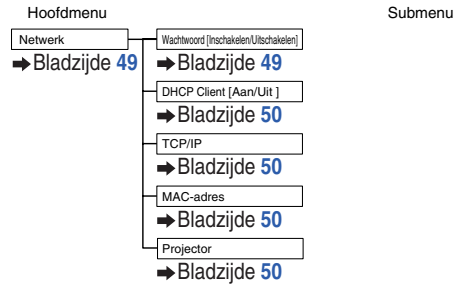 Hoofdmenu Submenu
Netwerk Wachtwoord [Inschakelen/Uitschakelen]
➡Bladzijde 49 ➡Bladzijde 49
DHCP Client [Aan/Uit ]
➡Bladzijde 50
TCP/IP
➡Bladzijde 50
MAC-adres
➡Bladzijde 50
Projector
➡Bladzijde 50